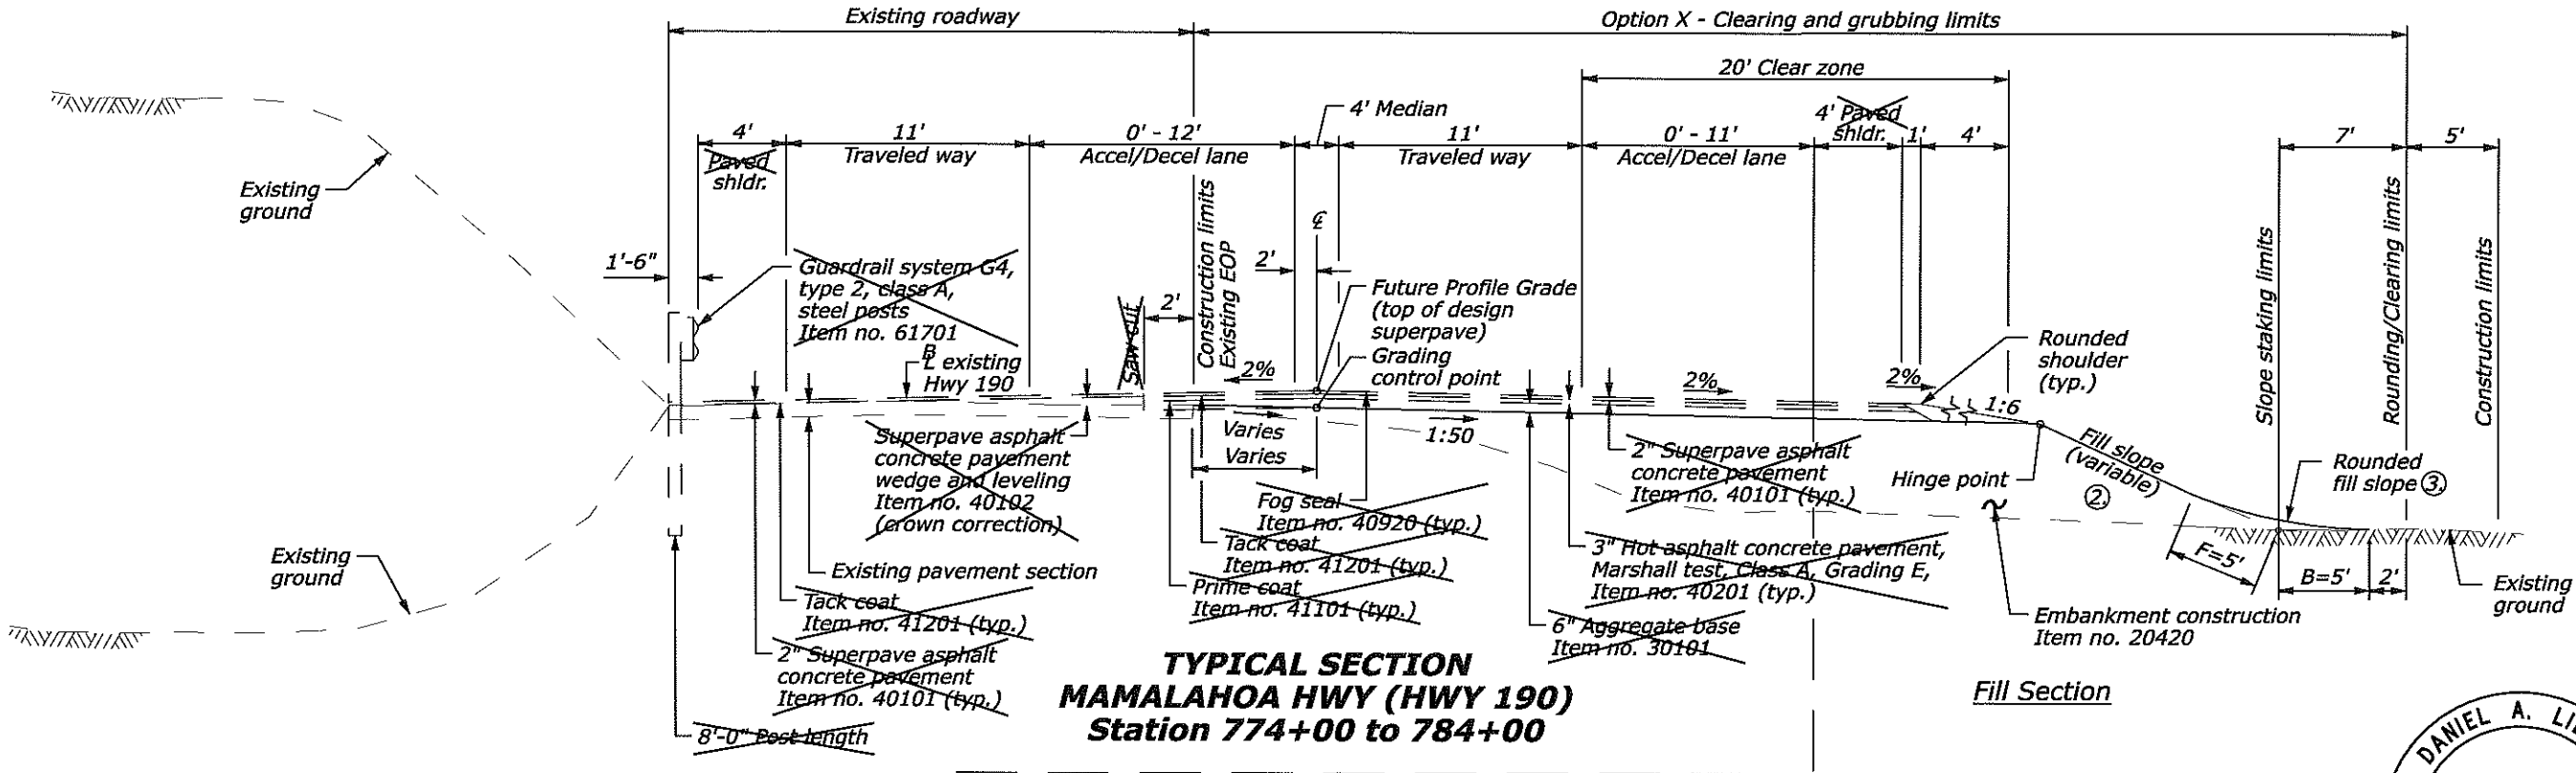 Existing roadway
Option X - Clearing and grubbing limits
20' Clear zone
4' Median
4' Paved
shldr.
4'
Paved
shldr.
11'
Traveled way
0' - 12'
Accel/Decel lane
11'
Traveled way
0' - 11'
Accel/Decel lane
1'
4'
7'
5'
Existing
ground
1'-6"
Guardrail system G4,
type 2, class A,
steel posts
Item no. 61701
B
L existing
Hwy 190
Saw cut
2'
Construction limits
Existing EOP
2'
℄
2%
Future Profile Grade
(top of design
superpave)
Grading
control point
2%
2%
Rounded
shoulder
(typ.)
1:6
Slope staking limits
Rounding/Clearing limits
Construction limits
Varies
Varies
1:50
Superpave asphalt
concrete pavement
wedge and leveling
Item no. 40102
(crown correction)
Fog seal
Item no. 40920 (typ.)
Tack coat
Item no. 41201 (typ.)
Prime coat
Item no. 41101 (typ.)
2" Superpave asphalt
concrete pavement
Item no. 40101 (typ.)
3" Hot asphalt concrete pavement,
Marshall test, Class A, Grading E,
Item no. 40201 (typ.)
6" Aggregate base
Item no. 30101
Hinge point
Fill slope
(variable)
2.
Rounded
fill slope 3.
F=5'
B=5'
2'
Existing
ground
Embankment construction
Item no. 20420
Existing
ground
Existing pavement section
Tack coat
Item no. 41201 (typ.)
2" Superpave asphalt
concrete pavement
Item no. 40101 (typ.)
8'-0" Post length
TYPICAL SECTION
MAMALAHOA HWY (HWY 190)
Station 774+00 to 784+00
Fill Section
DANIEL A.